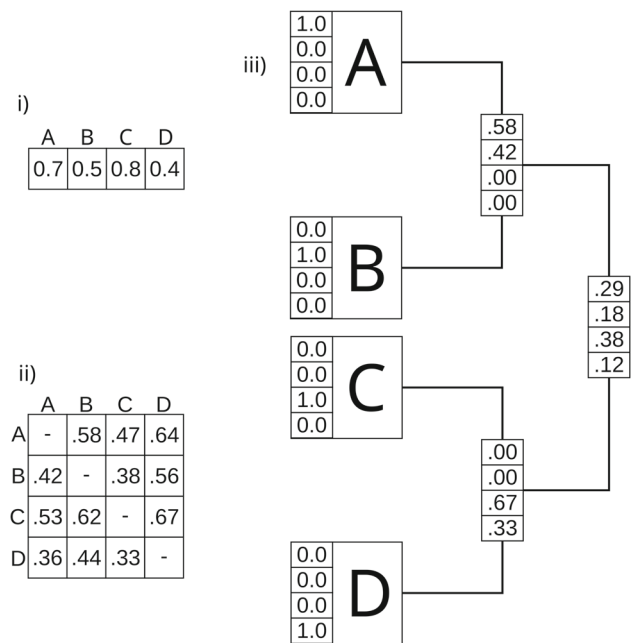 i)
A B C D
0.7 0.5 0.8 0.4
ii)
A B C D
A - .58 .47 .64
B .42 - .38 .56
C .53 .62 - .67
D .36 .44 .33 -
iii)
1.0
0.0
0.0
0.0
A
0.0
1.0
0.0
0.0
B
0.0
0.0
1.0
0.0
C
0.0
0.0
0.0
1.0
D
.58
.42
.00
.00
.00
.00
.67
.33
.29
.18
.38
.12